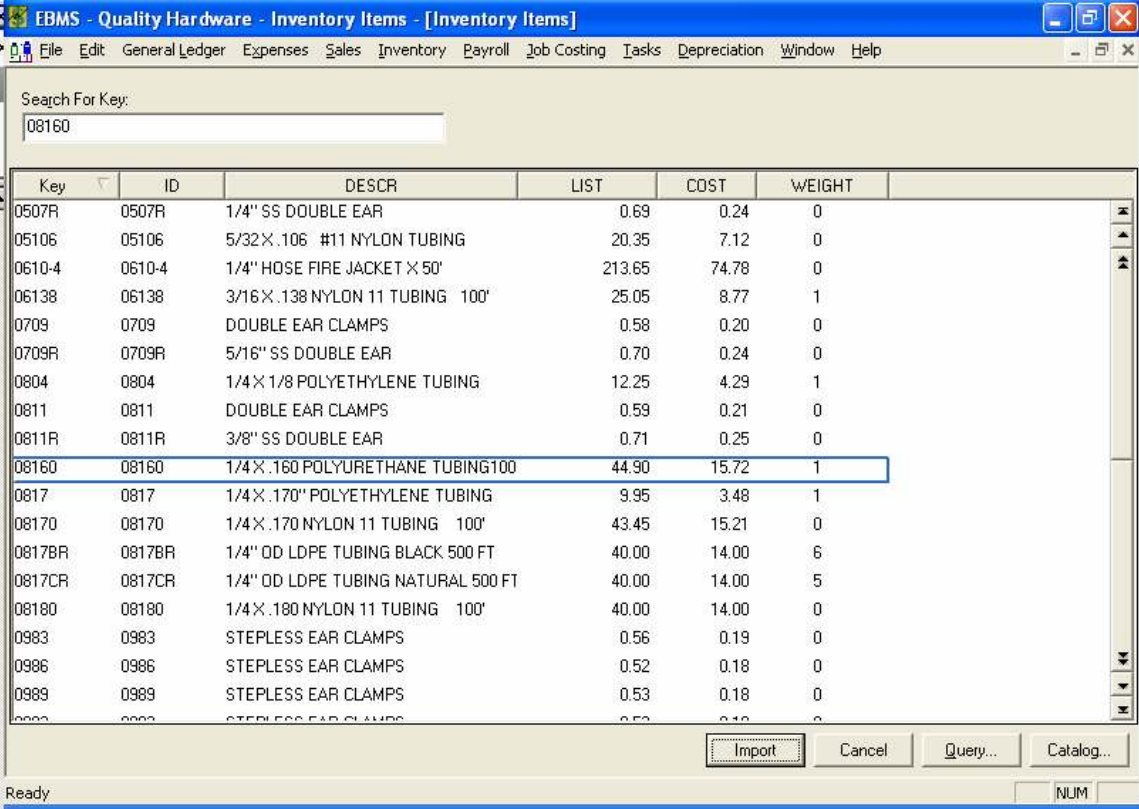 EBMS - Quality Hardware - Inventory Items - [Inventory Items]
File Edit General Ledger Expenses Sales Inventory Payroll Job Costing Tasks Depreciation Window Help
Search For Key:
08160
Key ID DESCR LIST COST WEIGHT
0507R 0507R 1/4" SS DOUBLE EAR 0.69 0.24 0
05106 05106 5/32 X .106 #11 NYLON TUBING 20.35 7.12 0
0610-4 0610-4 1/4" HOSE FIRE JACKET X 50' 213.65 74.78 0
06138 06138 3/16 X .138 NYLON 11 TUBING 100' 25.05 8.77 1
0709 0709 DOUBLE EAR CLAMPS 0.58 0.20 0
0709R 0709R 5/16" SS DOUBLE EAR 0.70 0.24 0
0804 0804 1/4 X 1/8 POLYETHYLENE TUBING 12.25 4.29 1
0811 0811 DOUBLE EAR CLAMPS 0.59 0.21 0
0811R 0811R 3/8" SS DOUBLE EAR 0.71 0.25 0
08160 08160 1/4 X .160 POLYURETHANE TUBING100 44.90 15.72 1
0817 0817 1/4 X .170" POLYETHYLENE TUBING 9.95 3.48 1
08170 08170 1/4 X .170 NYLON 11 TUBING 100' 43.45 15.21 0
0817BR 0817BR 1/4" OD LDPE TUBING BLACK 500 FT 40.00 14.00 6
0817CR 0817CR 1/4" OD LDPE TUBING NATURAL 500 FT 40.00 14.00 5
08180 08180 1/4 X .180 NYLON 11 TUBING 100' 40.00 14.00 0
0983 0983 STEPLESS EAR CLAMPS 0.56 0.19 0
0986 0986 STEPLESS EAR CLAMPS 0.52 0.18 0
0989 0989 STEPLESS EAR CLAMPS 0.53 0.18 0
STEPLESS EAR CLAMPS
Import Cancel Query... Catalog...
Ready NUM